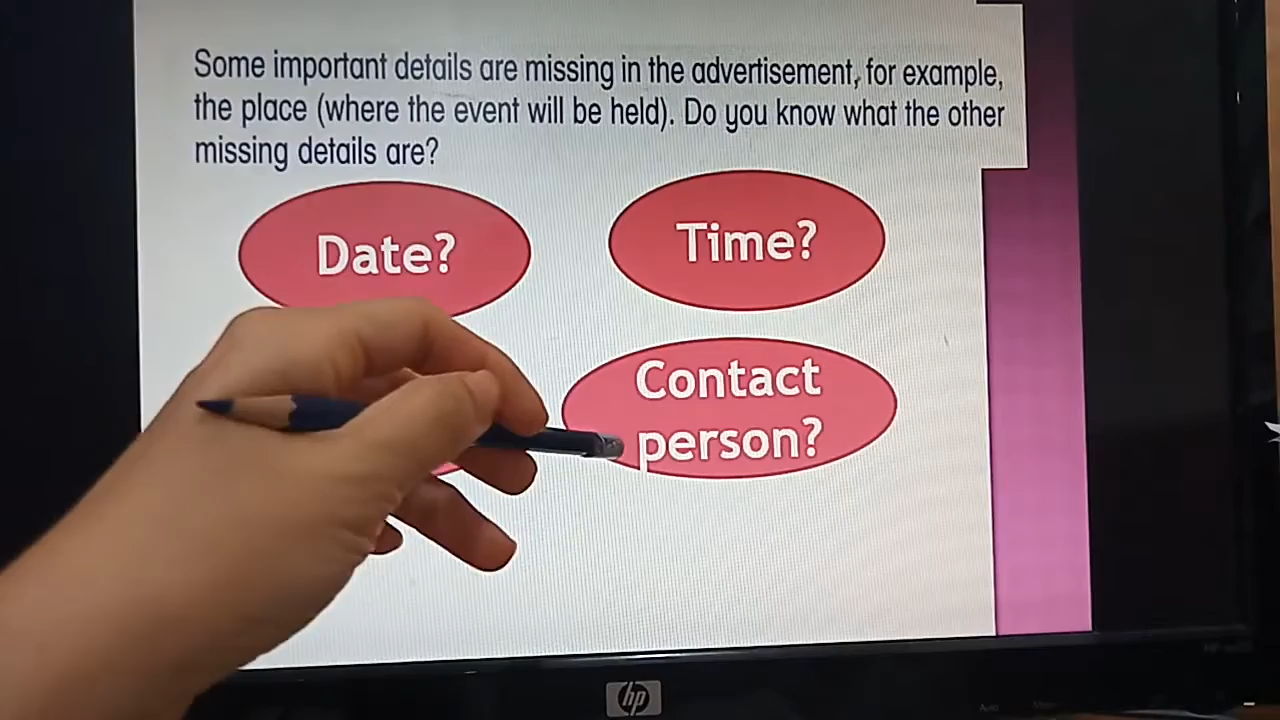 Some important details are missing in the advertisement, for example,
the place (where the event will be held). Do you know what the other
missing details are?
Date?
Time?
Contact
person?
hp